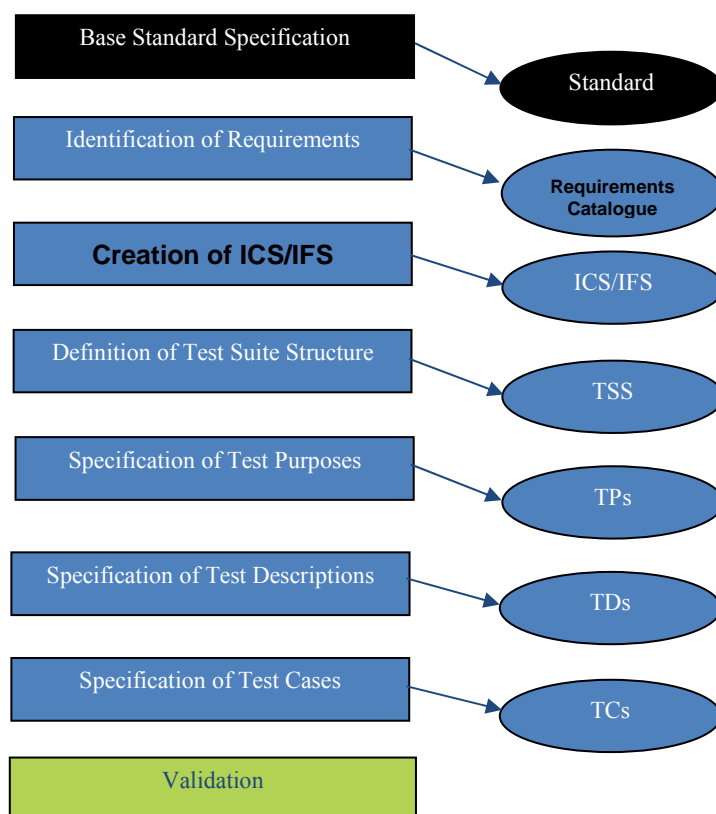 Base Standard Specification
Standard
Identification of Requirements
Requirements
Catalogue
Creation of ICS/IFS
ICS/IFS
Definition of Test Suite Structure
TSS
Specification of Test Purposes
TPs
Specification of Test Descriptions
TDs
Specification of Test Cases
TCs
Validation